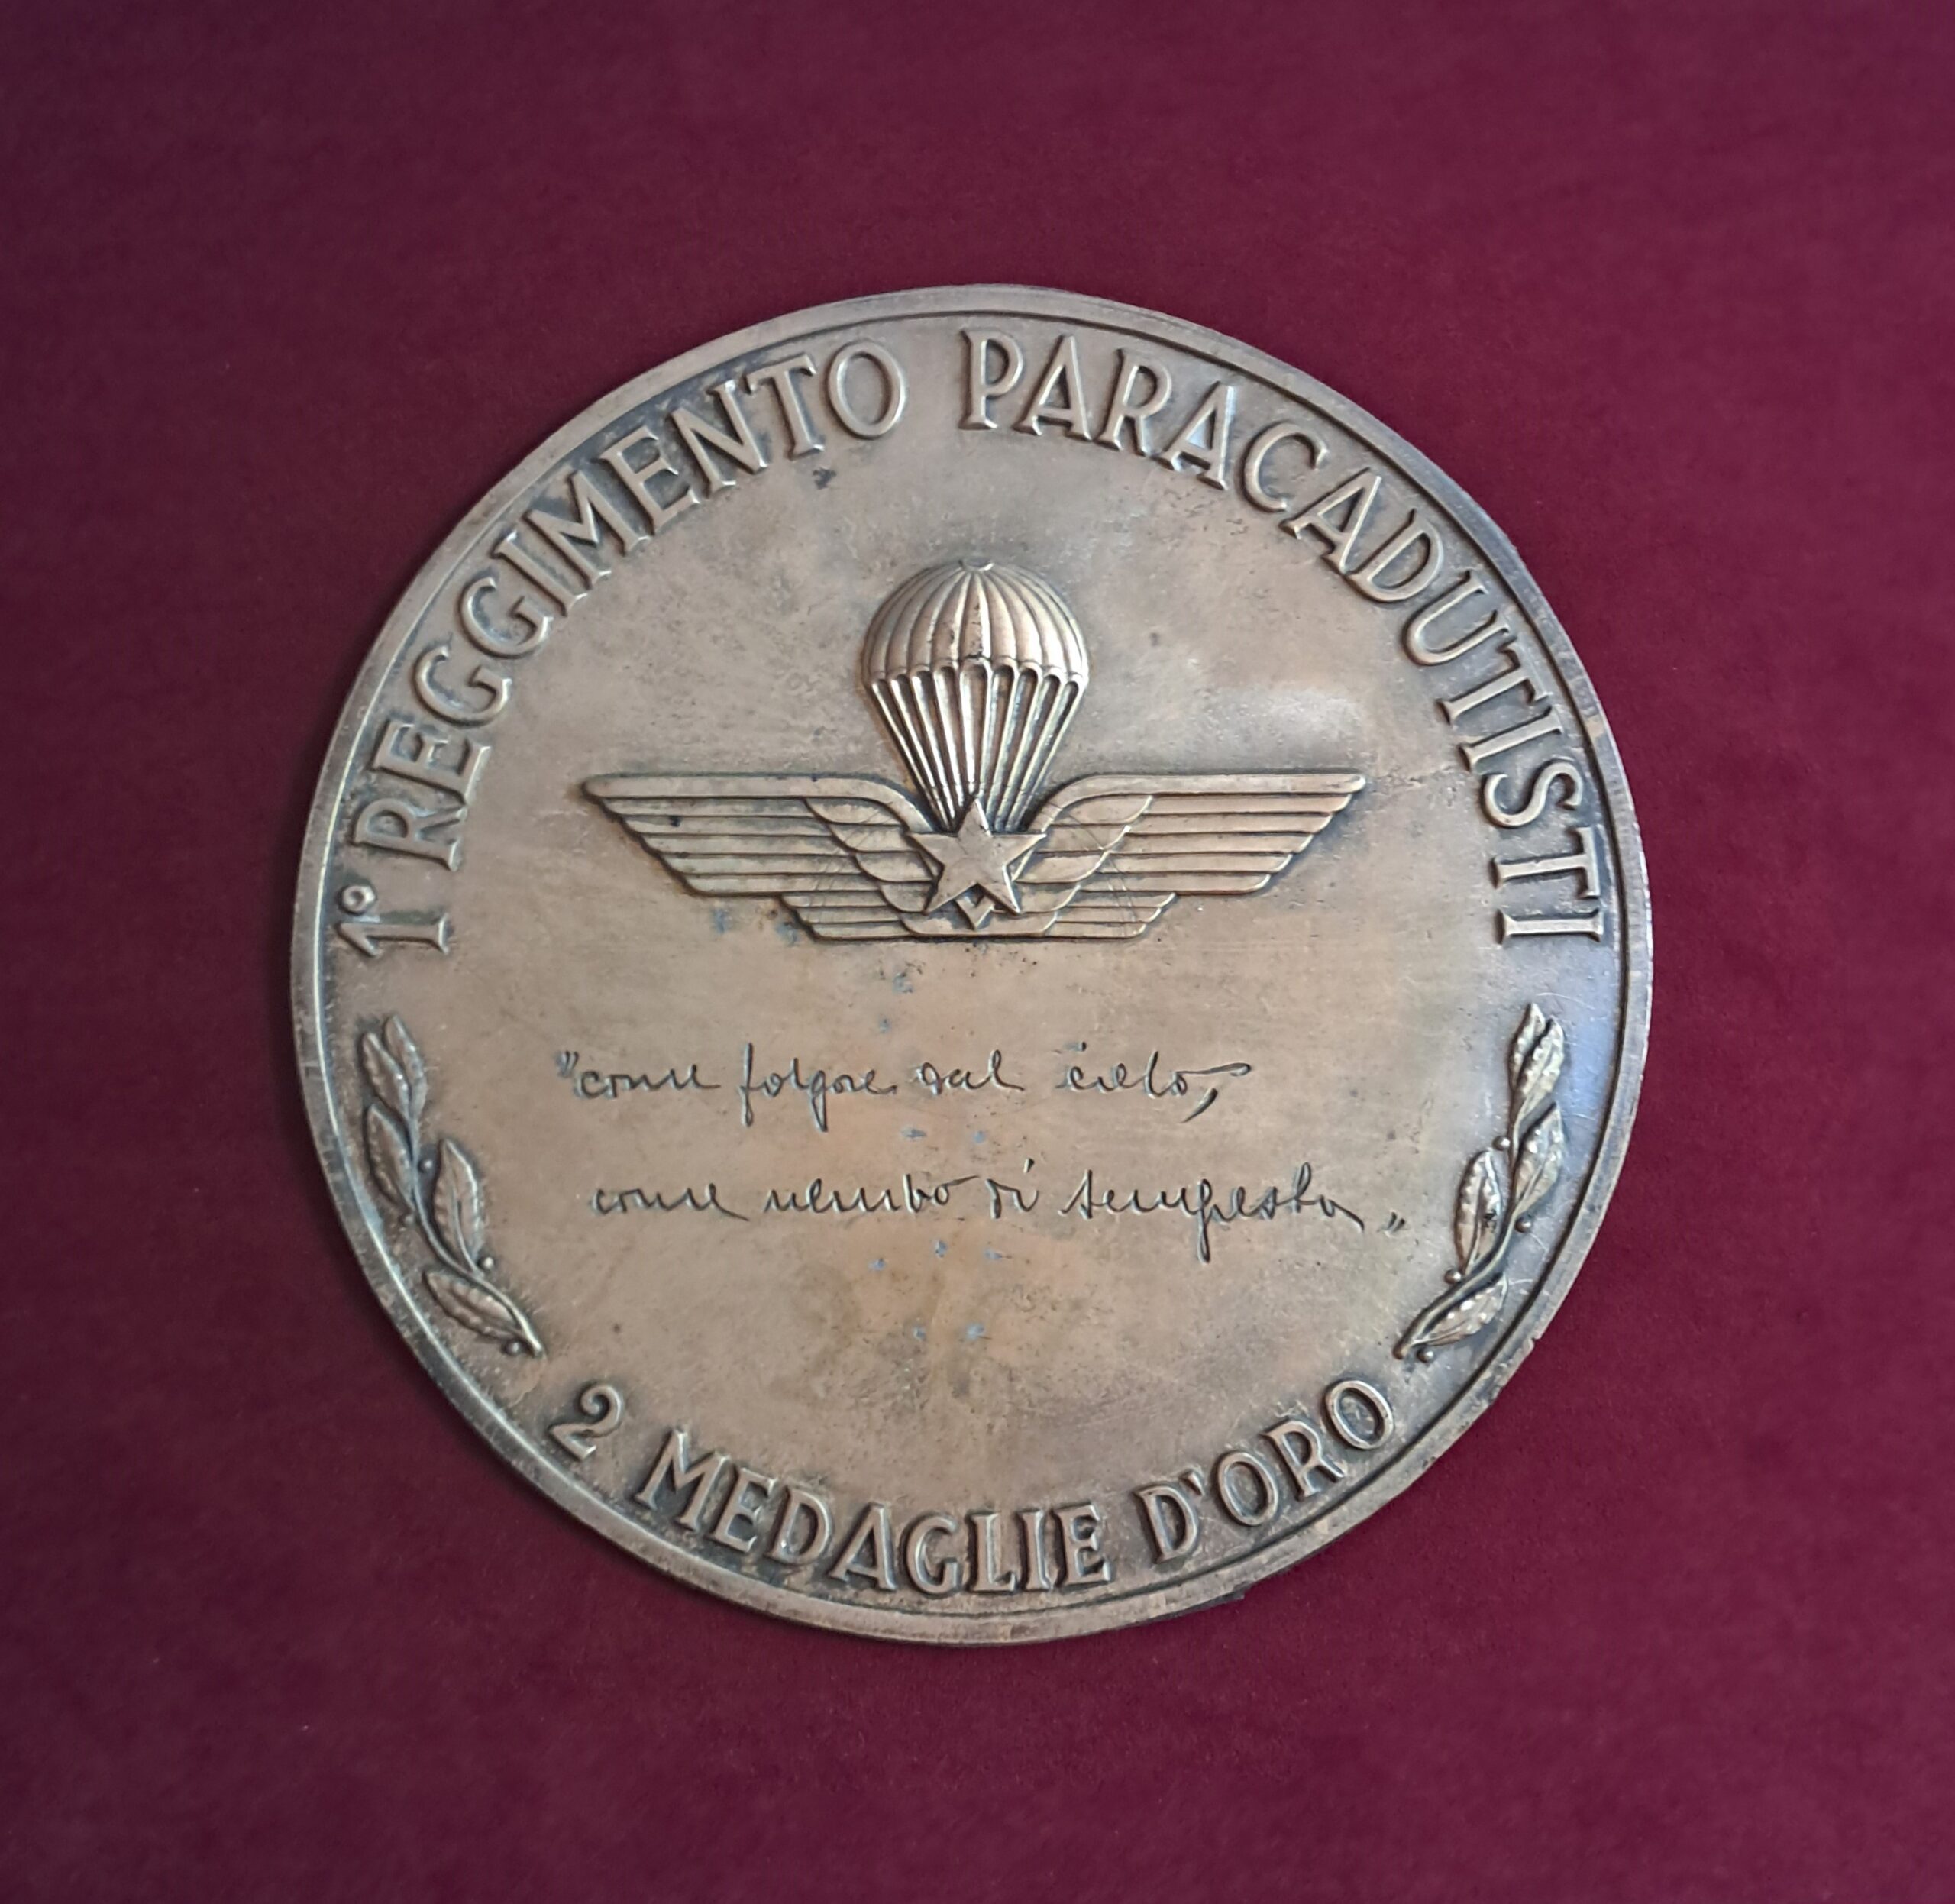 1° REGGIMENTO PARACADUTISTI
"come folgore dal cielo,
come nembo di tempesta"
2 MEDAGLIE D'ORO